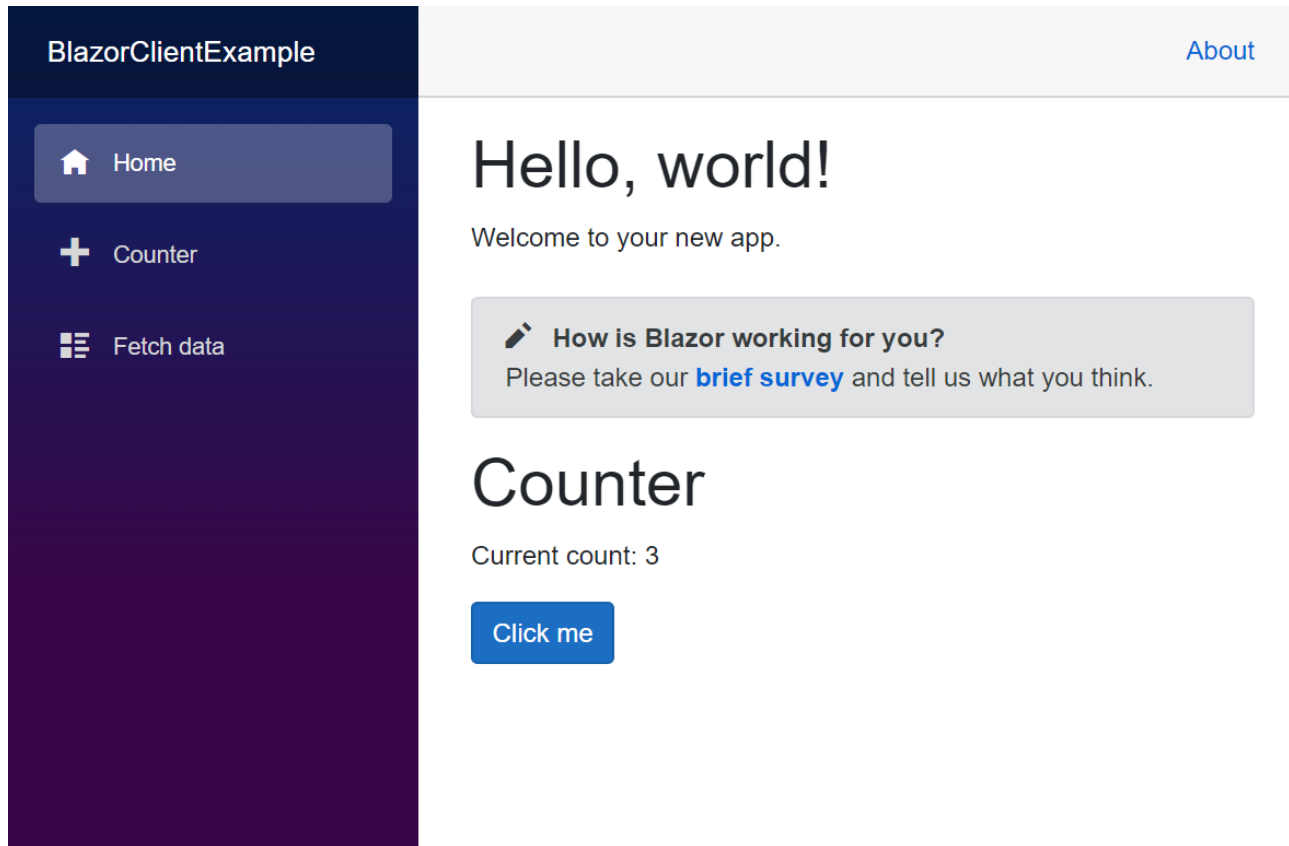 BlazorClientExample
About
Home
Counter
Fetch data
Hello, world!
Welcome to your new app.
How is Blazor working for you?
Please take our brief survey and tell us what you think.
Counter
Current count: 3
Click me